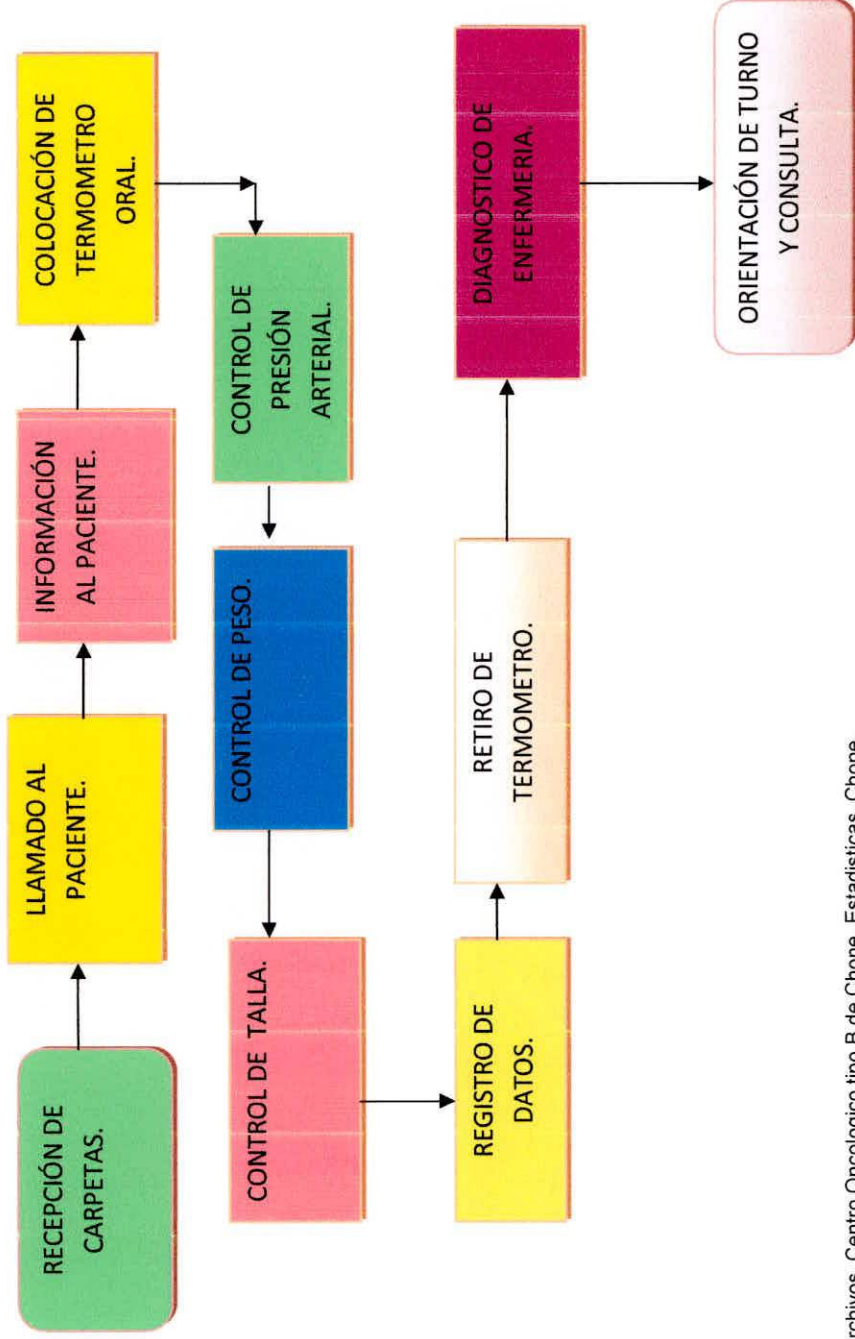 RECEPCIÓN DE
CARPETAS.
LLAMADO AL
PACIENTE.
INFORMACIÓN
AL PACIENTE.
COLOCACIÓN DE
TERMOMETRO
ORAL.
CONTROL DE
PRESIÓN
ARTERIAL.
CONTROL DE PESO.
CONTROL DE TALLA.
REGISTRO DE
DATOS.
RETIRO DE
TERMOMETRO.
DIAGNOSTICO DE
ENFERMERIA.
ORIENTACIÓN DE TURNO
Y CONSULTA.
Centro Oncologico tipo B de Chone. Estadisticas. Chone